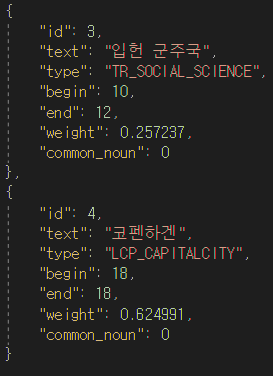 {
"id": 3,
"text": "입헌 군주국",
"type": "TR_SOCIAL_SCIENCE",
"begin": 10,
"end": 12,
"weight": 0.257237,
"common_noun": 0
},
{
"id": 4,
"text": "코펜하겐",
"type": "LCP_CAPITALCITY",
"begin": 18,
"end": 18,
"weight": 0.624991,
"common_noun": 0
}